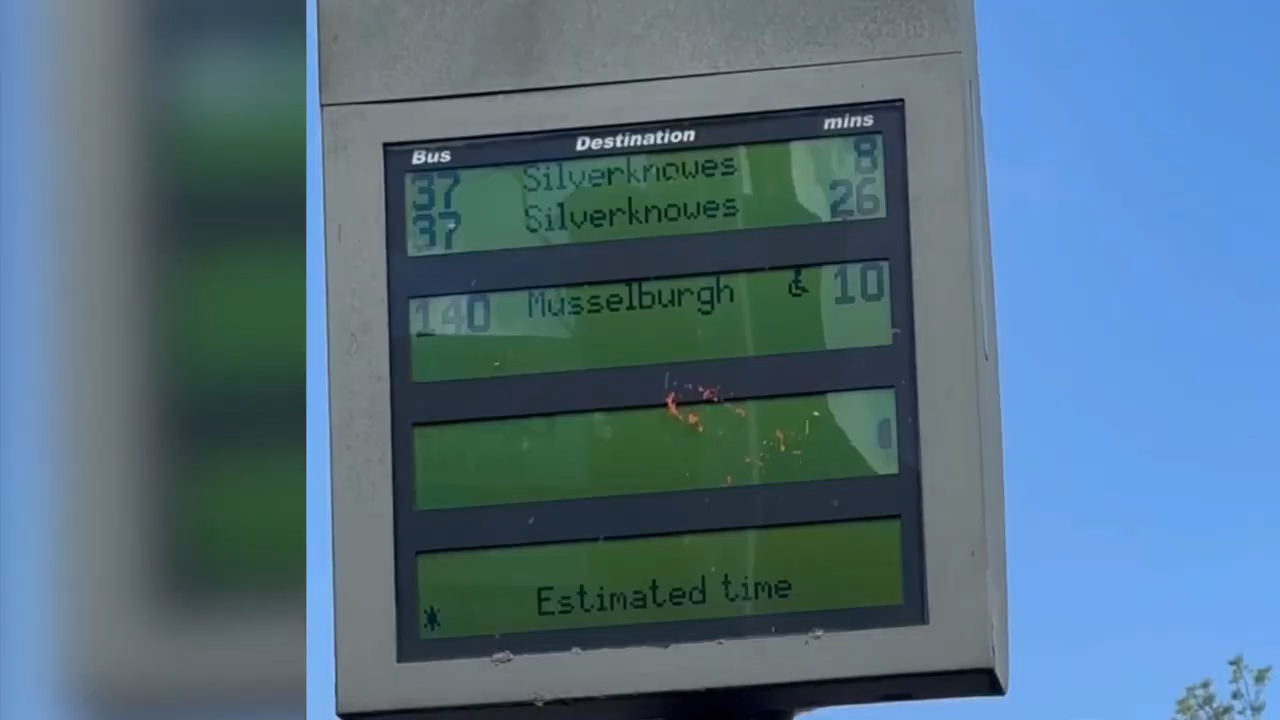 Bus Destination mins
37 Silverknowes 8
37 Silverknowes 26
140 Musselburgh ♿ 10
* Estimated time